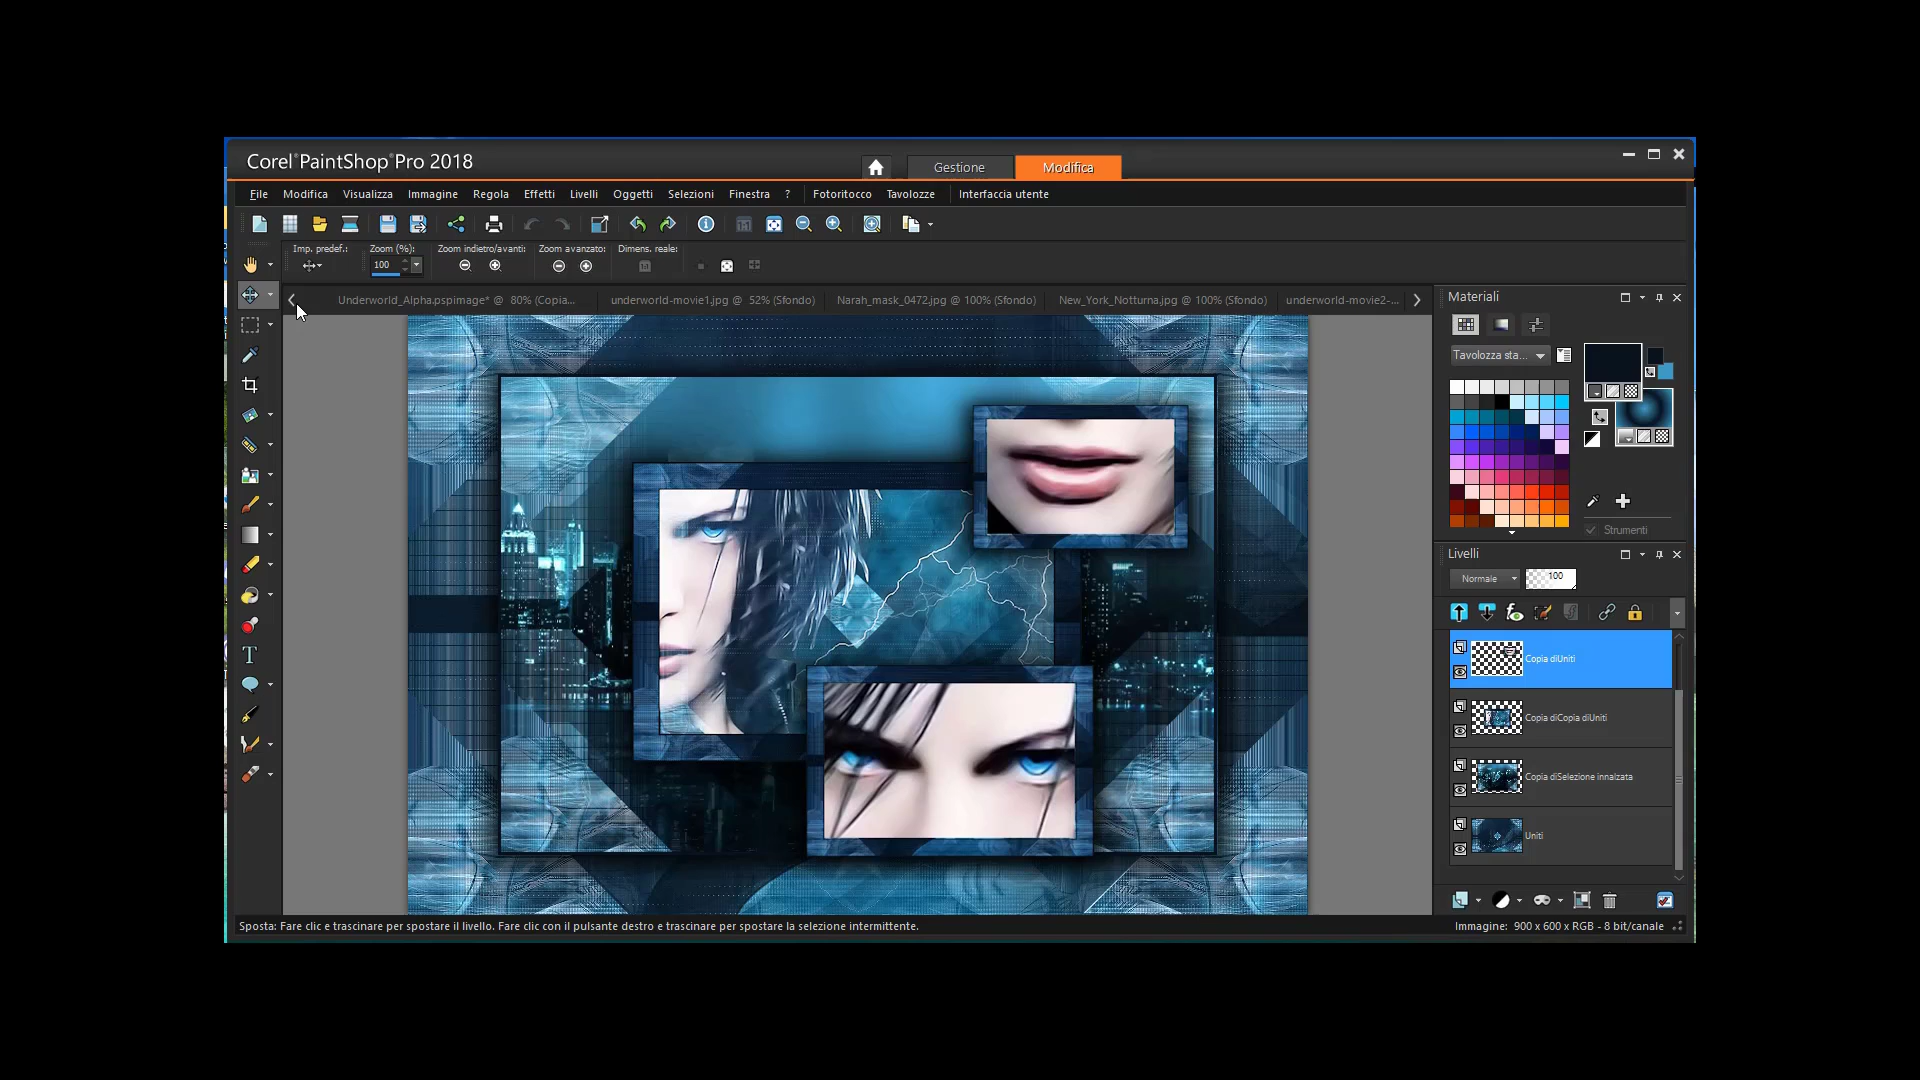 Corel®PaintShop®Pro 2018
Gestione
Modifica
File Modifica Visualizza Immagine Regola Effetti Livelli Oggetti Selezioni Finestra ? Fotoritocco Tavolozze Interfaccia utente
Imp. predef.: Zoom (%): Zoom indietro/avanti: Zoom avanzato: Dimens. reale:
100
Underworld_Alpha.pspimage* @ 80% (Copia... underworld-movie1.jpg @ 52% (Sfondo) Narah_mask_0472.jpg @ 100% (Sfondo) New_York_Notturna.jpg @ 100% (Sfondo) underworld-movie2-...
Materiali
Tavolozza sta...
Strumenti
Livelli
Normale 100
Copia diUniti
Copia diCopia diUniti
Copia diSelezione innalzata
Uniti
Sposta: Fare clic e trascinare per spostare il livello. Fare clic con il pulsante destro e trascinare per spostare la selezione intermittente.
Immagine: 900 x 600 x RGB - 8 bit/canale